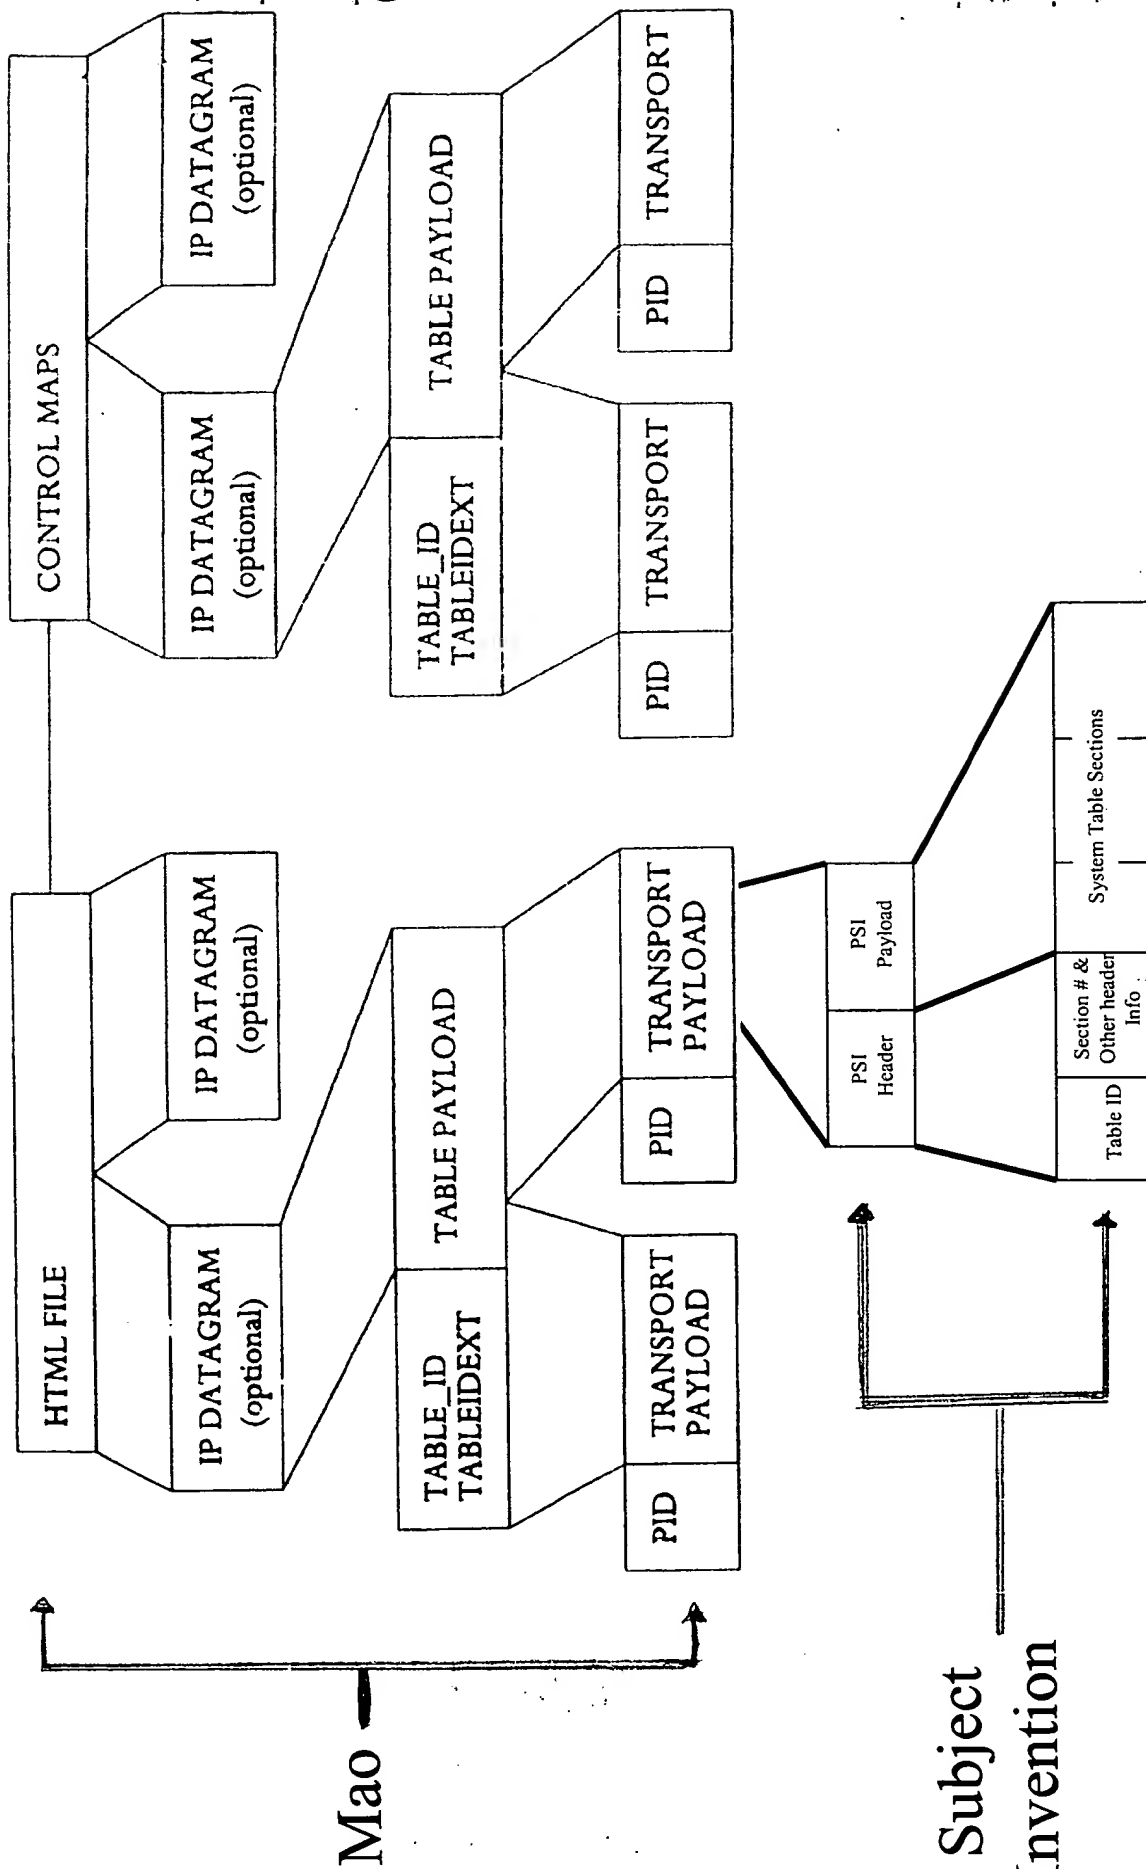 HTML FILE
CONTROL MAPS
IP DATAGRAM
(optional)
IP DATAGRAM
(optional)
IP DATAGRAM
(optional)
IP DATAGRAM
(optional)
Mao
TABLE_ID
TABLEIDEXT
TABLE PAYLOAD
TABLE_ID
TABLEIDEXT
TABLE PAYLOAD
PID
TRANSPORT
PAYLOAD
PID
TRANSPORT
PAYLOAD
PID
TRANSPORT
PID
TRANSPORT
Subject
Invention
PSI
Header
PSI
Payload
Table ID
Section # &
Other header
Info
System Table Sections